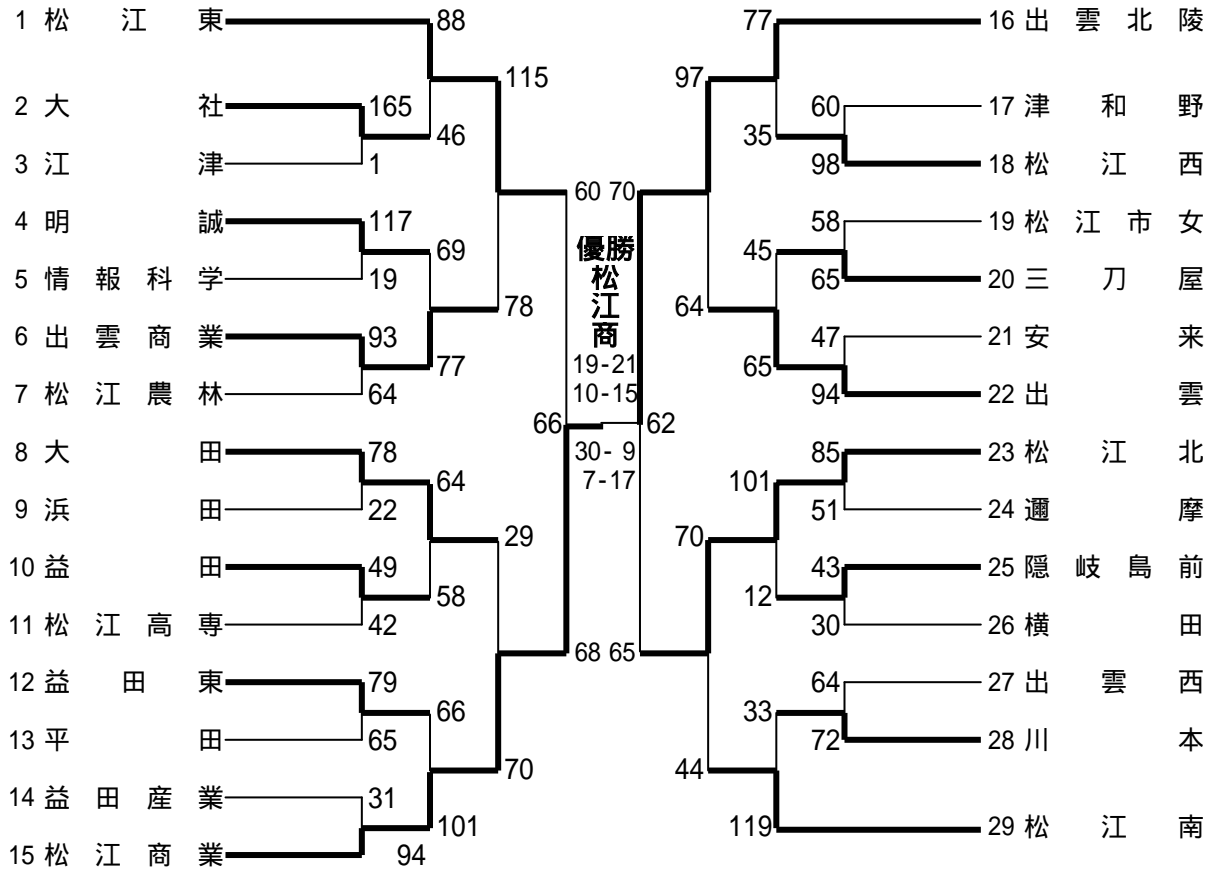 1 松江東 88 77 16 出雲北陵
115 97
2 大社 165 60 17 津和野
46 35
3 江津 1 98 18 松江西
60 70
4 明誠 117 58 19 松江市女
69 優勝 45
5 情報科学 19 松 65 20 三刀屋
78 江 64
6 出雲商業 93 商 47 21 安来
77 19-21 65
7 松江農林 64 10-15 94 22 出雲
66 62
8 大田 78 30- 9 85 23 松江北
64 7-17 101
9 浜田 22 51 24 邇摩
29 70
10 益田 49 43 25 隠岐島前
58 12
11 松江高専 42 30 26 横田
68 65
12 益田東 79 64 27 出雲西
66 33
13 平田 65 72 28 川本
70 44
14 益田産業 31
101 119 29 松江南
15 松江商業 94